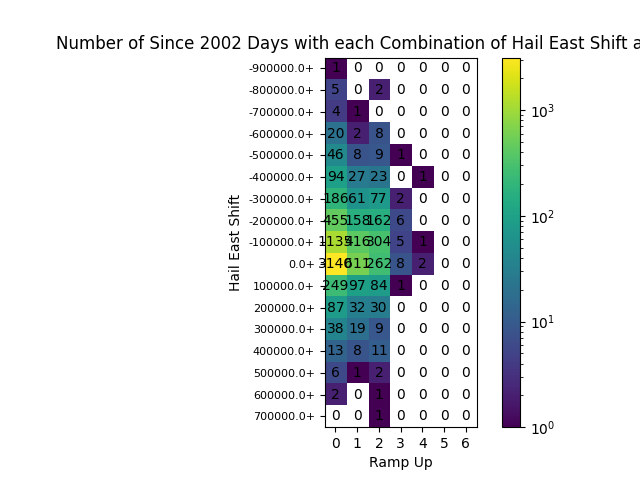 Number of Since 2002 Days with each Combination of Hail East Shift a
Hail East Shift
-900000.0+ 1 0 0 0 0 0 0
-800000.0+ 5 0 2 0 0 0 0
-700000.0+ 4 1 0 0 0 0 0
-600000.0+ 20 2 8 0 0 0 0
-500000.0+ 46 8 9 1 0 0 0
-400000.0+ 94 27 23 0 1 0 0
-300000.0+ 186 61 77 2 0 0 0
-200000.0+ 455 158 162 6 0 0 0
-100000.0+ 1135 416 304 5 1 0 0
0.0+ 3146 611 262 8 2 0 0
100000.0+ 249 97 84 1 0 0 0
200000.0+ 87 32 30 0 0 0 0
300000.0+ 38 19 9 0 0 0 0
400000.0+ 13 8 11 0 0 0 0
500000.0+ 6 1 2 0 0 0 0
600000.0+ 2 0 1 0 0 0 0
700000.0+ 0 0 1 0 0 0 0
0 1 2 3 4 5 6
Ramp Up
10³
10²
10¹
10⁰